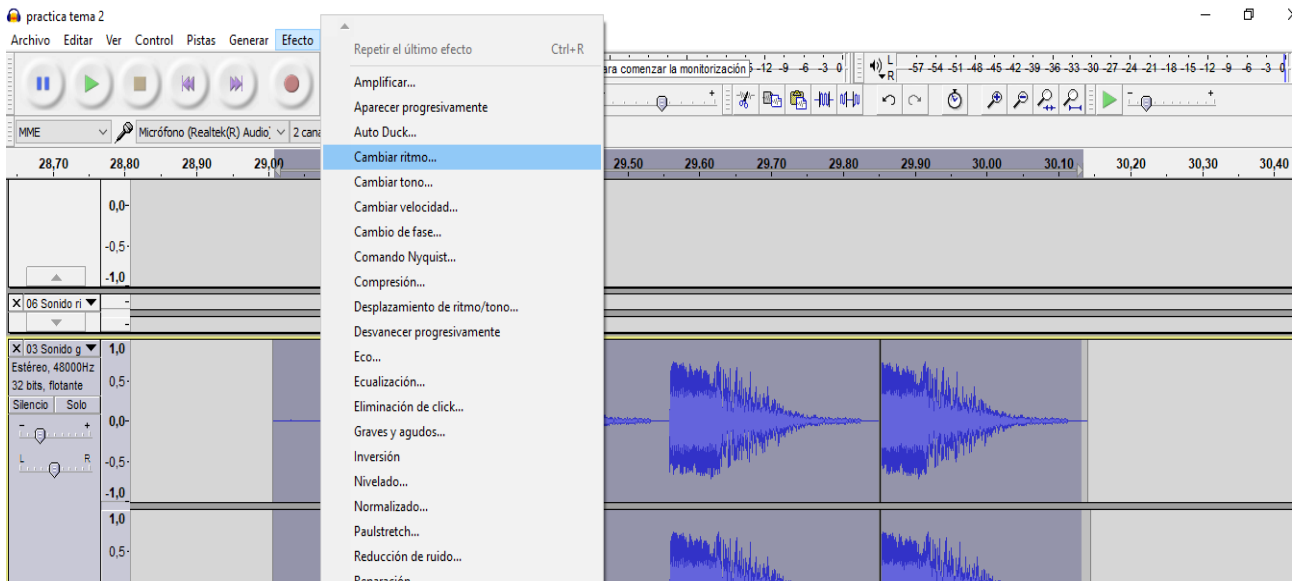 practica tema 2
Archivo Editar Ver Control Pistas Generar Efecto
Repetir el último efecto Ctrl+R
Amplificar...
Aparecer progresivamente
Auto Duck...
Cambiar ritmo...
Cambiar tono...
Cambiar velocidad...
Cambio de fase...
Comando Nyquist...
Compresión...
Desplazamiento de ritmo/tono...
Desvanecer progresivamente
Eco...
Ecualización...
Eliminación de click...
Graves y agudos...
Inversión
Nivelado...
Normalizado...
Paulstretch...
Reducción de ruido...
Reparación
para comenzar la monitorización -12 -9 -6 -3 0
L
R
-57 -54 -51 -48 -45 -42 -39 -36 -33 -30 -27 -24 -21 -18 -15 -12 -9 -6 -3 0
MME Micrófono (Realtek(R) Audio) 2 cana
28,70 28,80 28,90 29,00 29,50 29,60 29,70 29,80 29,90 30,00 30,10 30,20 30,30 30,40
0,0
-0,5
-1,0
X 06 Sonido ri
X 03 Sonido g 1,0
Estéreo, 48000Hz
32 bits, flotante
0,5
Silencio Solo
- + 0,0
L R -0,5
-1,0
1,0
0,5